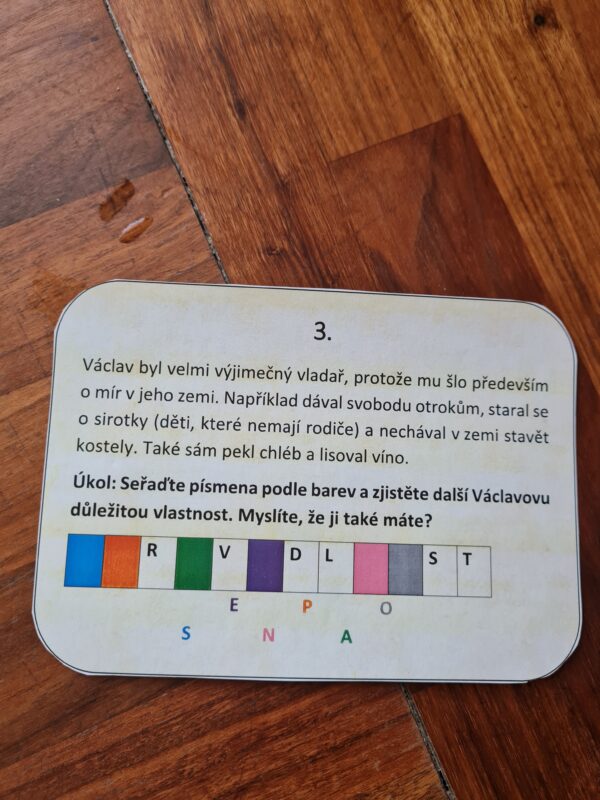 3.
Václav byl velmi výjimečný vladař, protože mu šlo především
o mír v jeho zemi. Například dával svobodu otrokům, staral se
o sirotky (děti, které nemají rodiče) a nechával v zemi stavět
kostely. Také sám pekl chléb a lisoval víno.
Úkol: Seřaďte písmena podle barev a zjistěte další Václavovu
důležitou vlastnost. Myslíte, že ji také máte?
R V D L S T
E P O
S N A